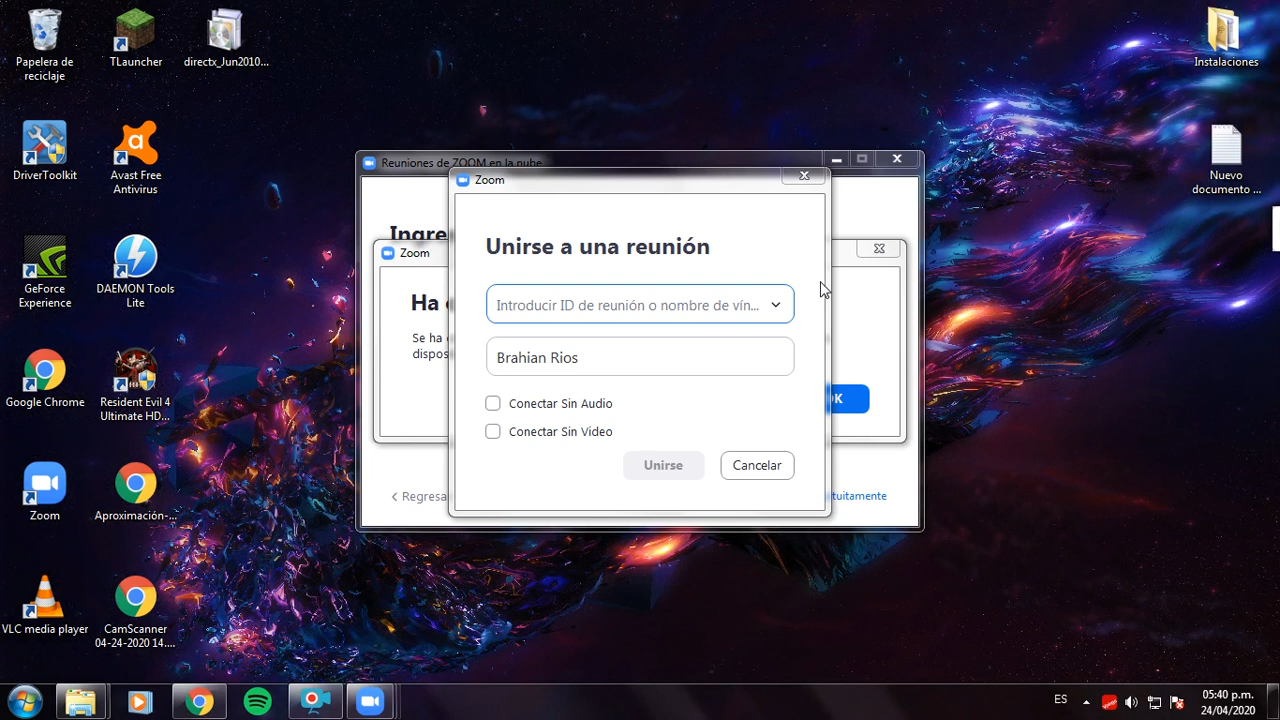 Papelera de
reciclaje
TLauncher
directx_Jun2010...
Instalaciones
DriverToolkit
Avast Free
Antivirus
Nuevo
documento ...
GeForce
Experience
DAEMON Tools
Lite
Google Chrome
Resident Evil 4
Ultimate HD...
Zoom
Aproximación-...
VLC media player
CamScanner
04-24-2020 14....
Reuniones de ZOOM en la nube
Zoom
Unirse a una reunión
Introducir ID de reunión o nombre de vín...
Brahian Rios
Conectar Sin Audio
Conectar Sin Video
Unirse
Cancelar
Zoom
Ha
Se ha
dispos
Ingre
Regresa
tuitamente
ES
05:40 p.m.
24/04/2020